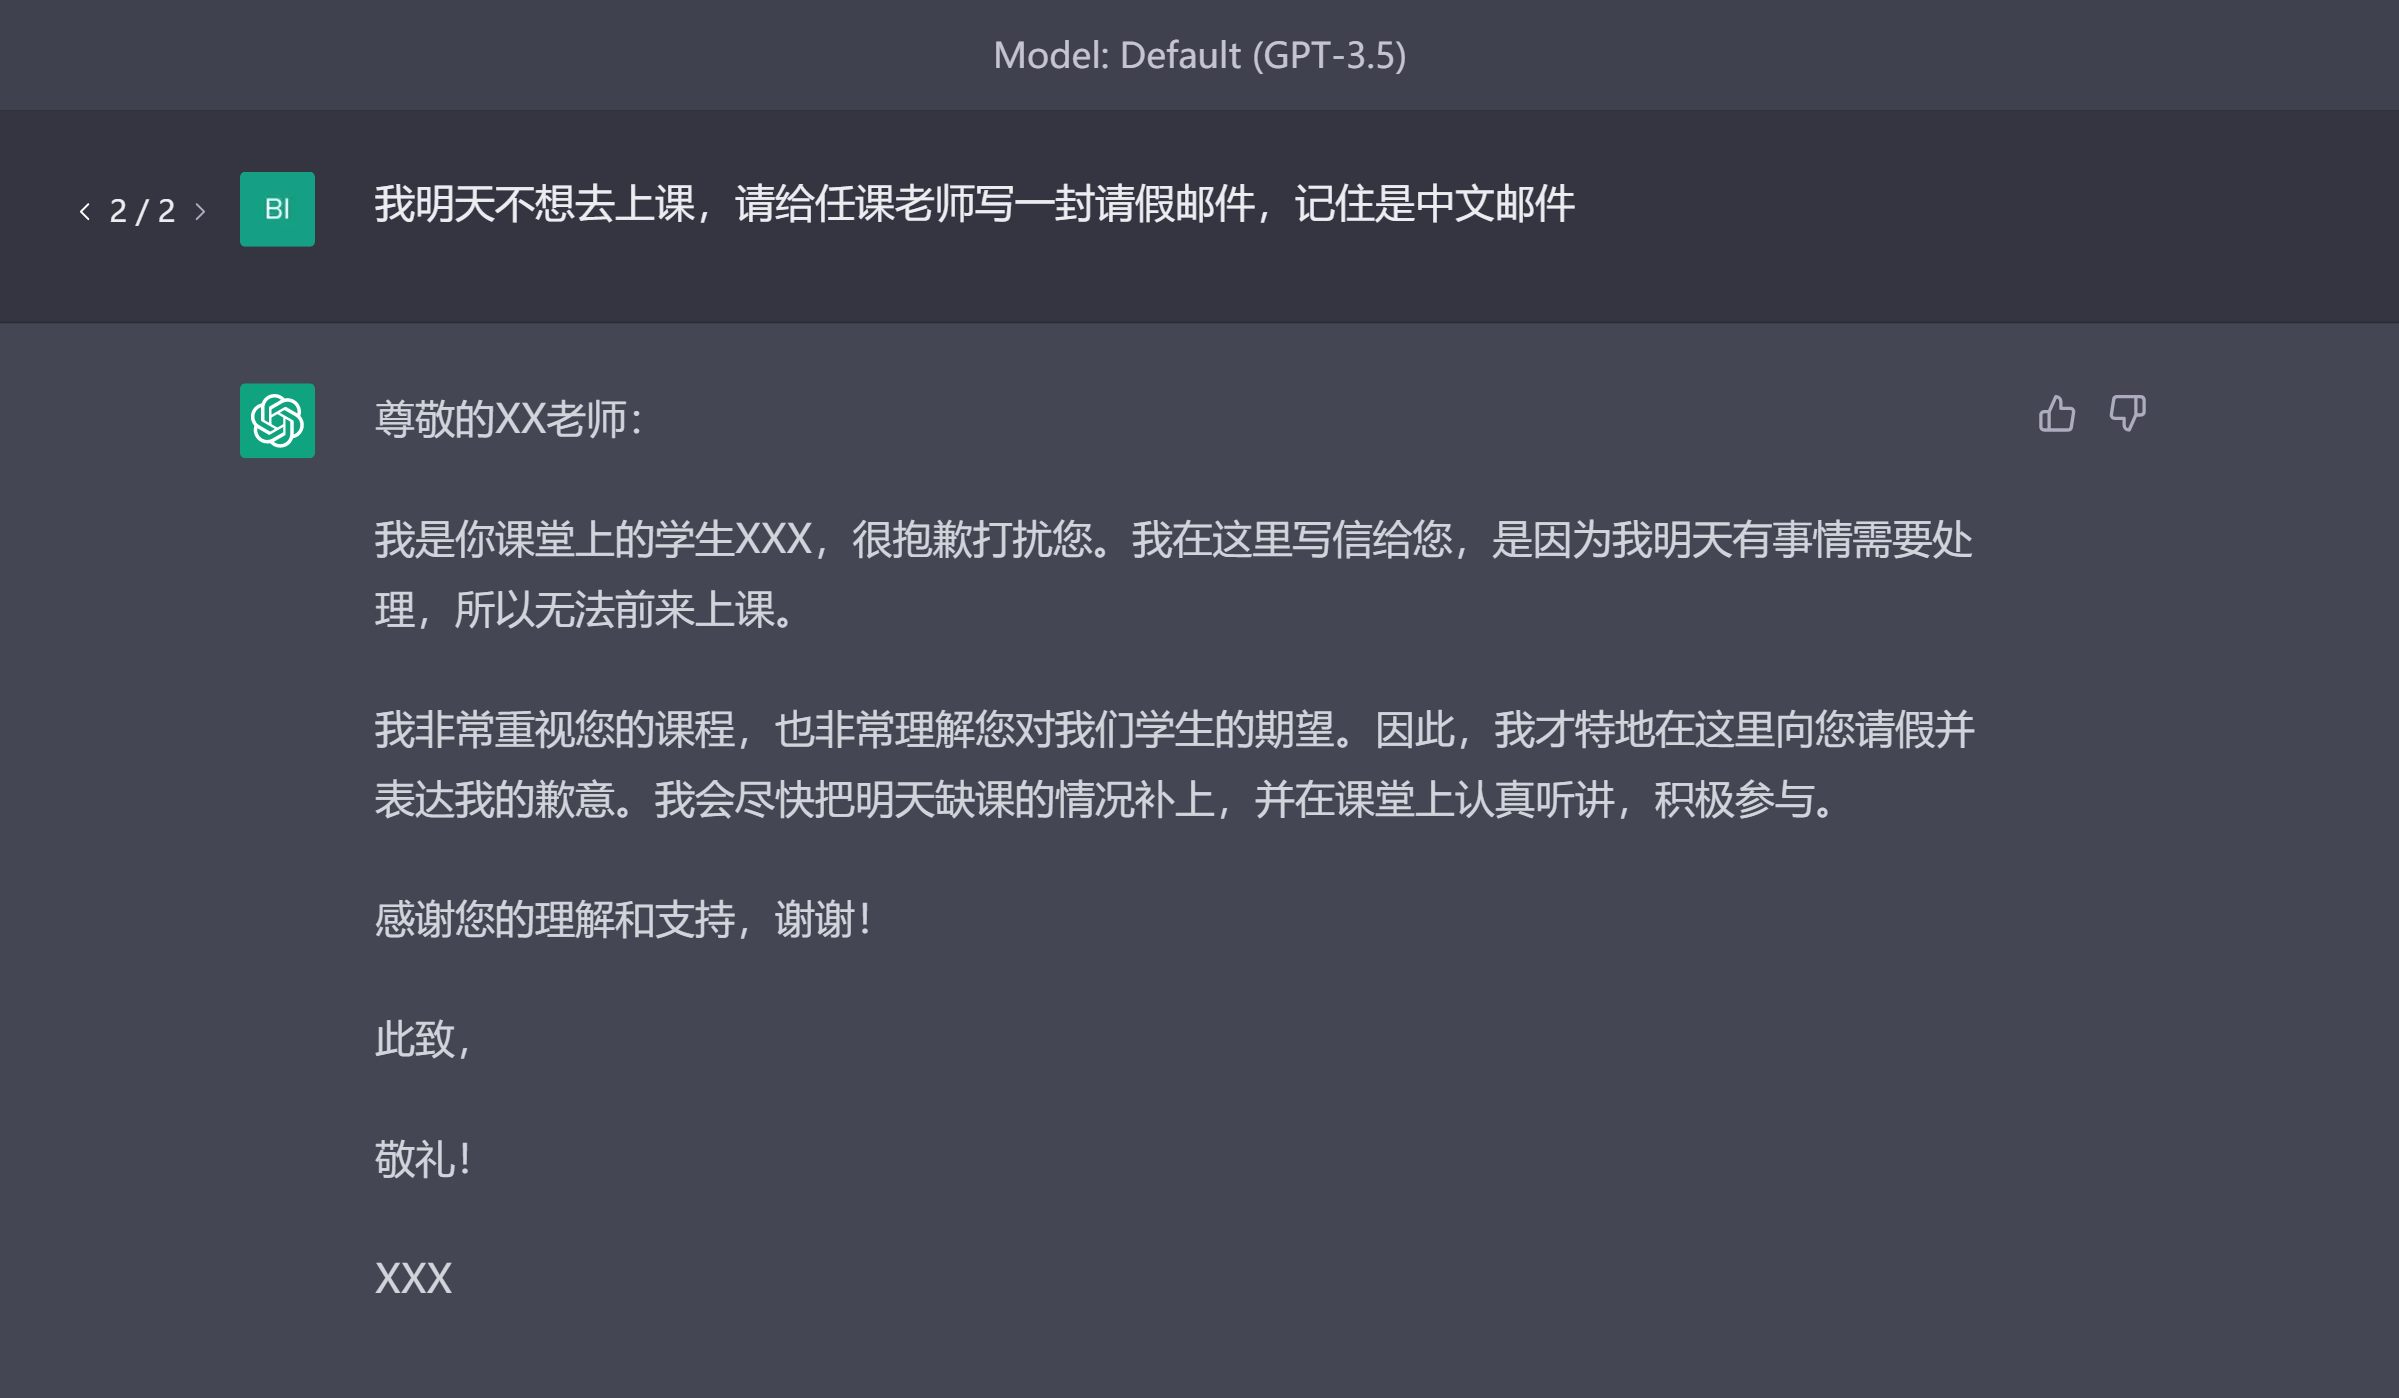 Model: Default (GPT-3.5)
< 2 / 2 >
BI
我明天不想去上课，请给任课老师写一封请假邮件，记住是中文邮件
尊敬的XX老师：
我是你课堂上的学生XXX，很抱歉打扰您。我在这里写信给您，是因为我明天有事情需要处
理，所以无法前来上课。
我非常重视您的课程，也非常理解您对我们学生的期望。因此，我才特地在这里向您请假并
表达我的歉意。我会尽快把明天缺课的情况补上，并在课堂上认真听讲，积极参与。
感谢您的理解和支持，谢谢！
此致，
敬礼！
XXX